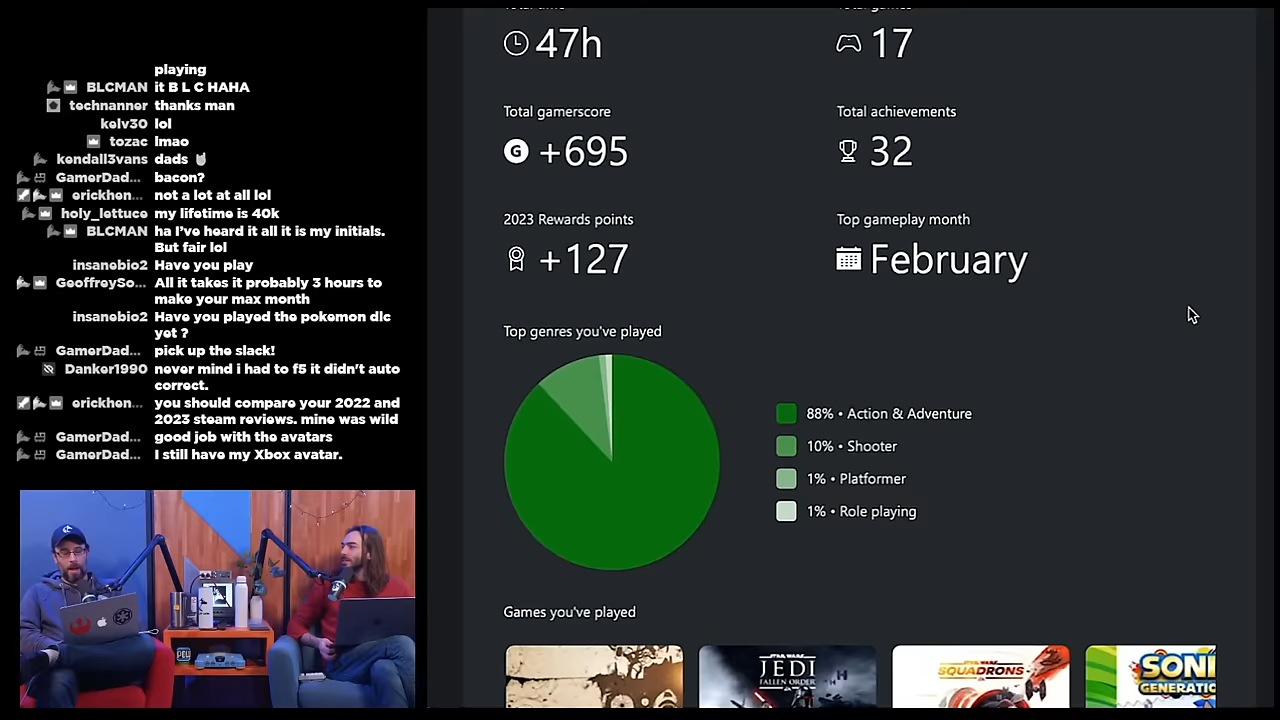 playing
BLCMAN it B L C HAHA
technanner thanks man
kelv30 lol
tozac lmao
kendall3vans dads
GamerDad... bacon?
erickhen... not a lot at all lol
holy_lettuce my lifetime is 40k
BLCMAN ha I've heard it all it is my initials.
But fair lol
insanebio2 Have you play
GeoffreySo... All it takes it probably 3 hours to
make your max month
insanebio2 Have you played the pokemon dlc
yet ?
GamerDad... pick up the slack!
Danker1990 never mind i had to f5 it didn't auto
correct.
erickhen... you should compare your 2022 and
2023 steam reviews. mine was wild
GamerDad... good job with the avatars
GamerDad... I still have my Xbox avatar.
47h
17
Total gamerscore
Total achievements
G +695
32
2023 Rewards points
Top gameplay month
+127
February
Top genres you've played
88% • Action & Adventure
10% • Shooter
1% • Platformer
1% • Role playing
Games you've played
STAR WARS
JEDI
FALLEN ORDER
STAR WARS
SQUADRONS
SONI
GENERATIO